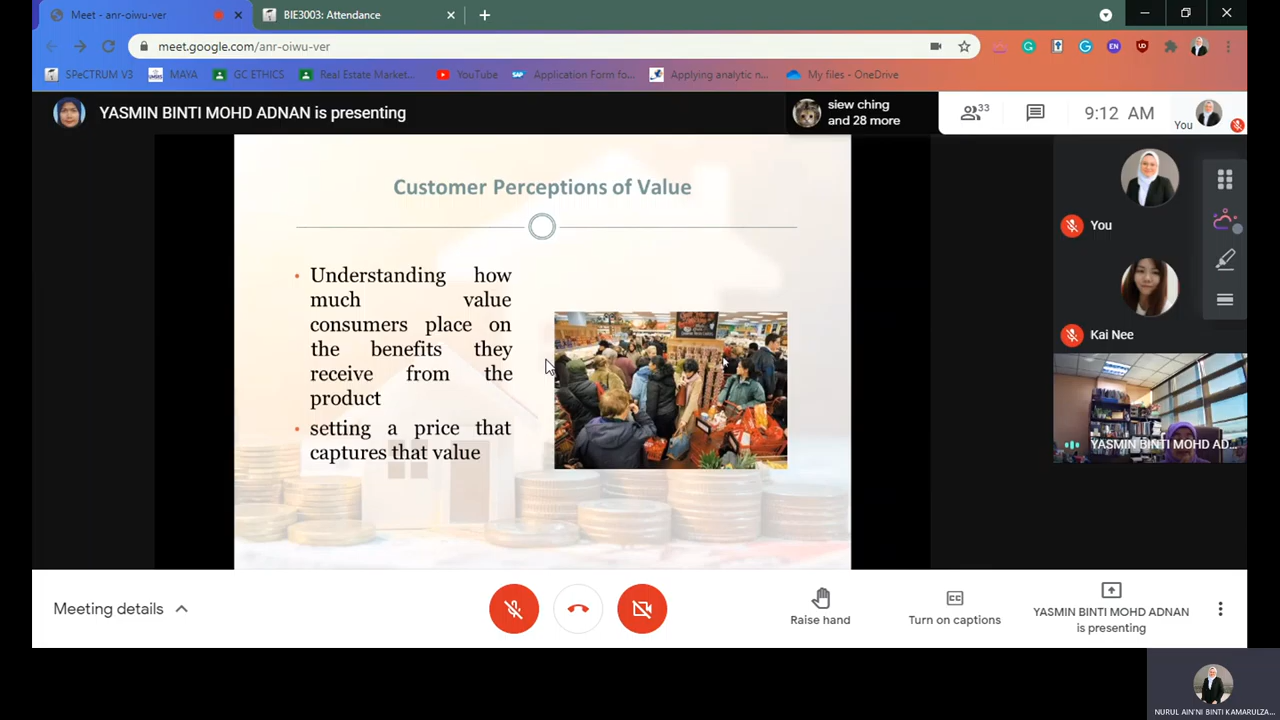 Meet - anr-oiwu-ver
BIE3003: Attendance
meet.google.com/anr-oiwu-ver
SPeCTRUM V3
MAYA
GC ETHICS
Real Estate Market...
YouTube
Application Form fo...
Applying analytic n...
My files - OneDrive
YASMIN BINTI MOHD ADNAN is presenting
siew ching
and 28 more
33
9:12 AM
You
Customer Perceptions of Value
• Understanding how
much value
consumers place on
the benefits they
receive from the
product
• setting a price that
captures that value
You
Kai Nee
YASMIN BINTI MOHD AD...
Meeting details
Raise hand
CC
Turn on captions
YASMIN BINTI MOHD ADNAN
is presenting
NURUL AIN'NI BINTI KAMARULZA...